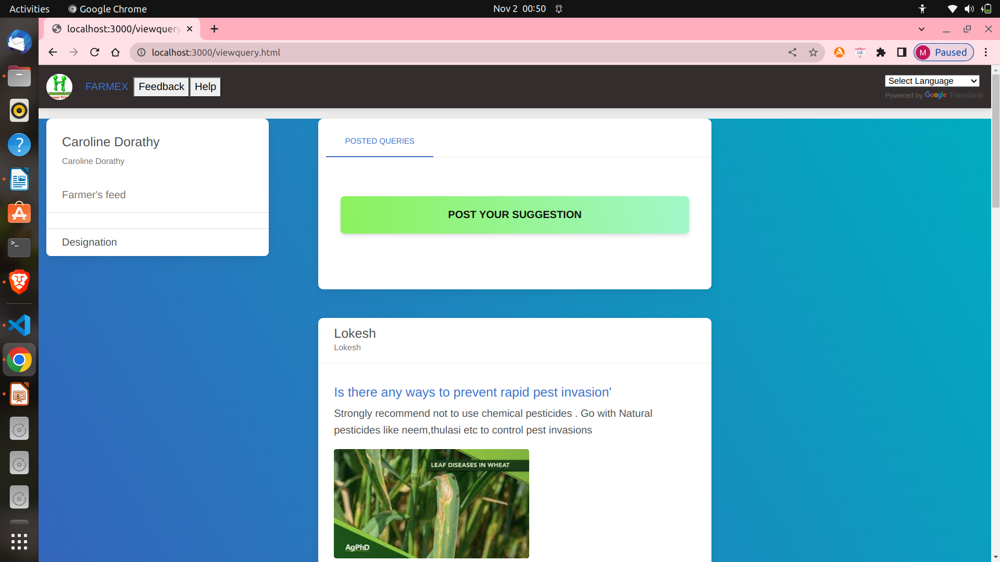 Activities
Google Chrome
Nov 2 00:50
localhost:3000/viewquery
localhost:3000/viewquery.html
M
Paused
FARMEX
Feedback
Help
Select Language
Powered by Google Translate
Caroline Dorathy
Caroline Dorathy
Farmer's feed
Designation
POSTED QUERIES
POST YOUR SUGGESTION
Lokesh
Lokesh
Is there any ways to prevent rapid pest invasion'
Strongly recommend not to use chemical pesticides . Go with Natural
pesticides like neem,thulasi etc to control pest invasions
LEAF DISEASES IN WHEAT
AgPhD